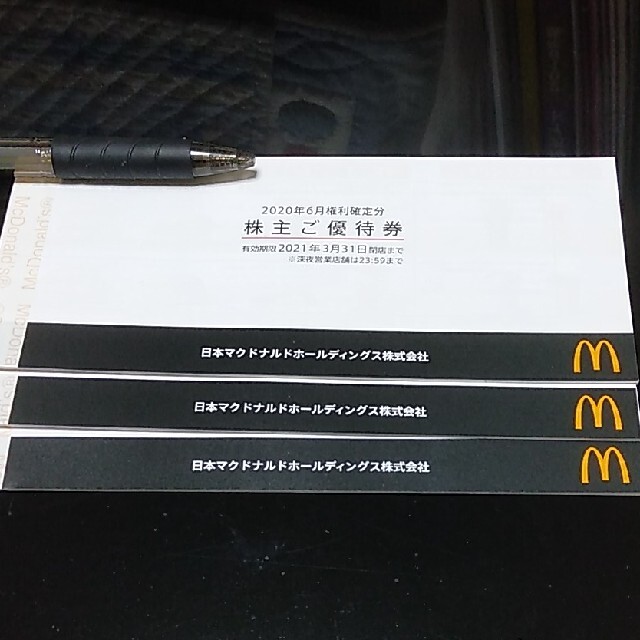 2020年6月権利確定分
株主ご優待券
有効期限 2021年3月31日閉店まで
※深夜営業店舗は23:59まで
日本マクドナルドホールディングス株式会社
日本マクドナルドホールディングス株式会社
日本マクドナルドホールディングス株式会社
McDonald's®